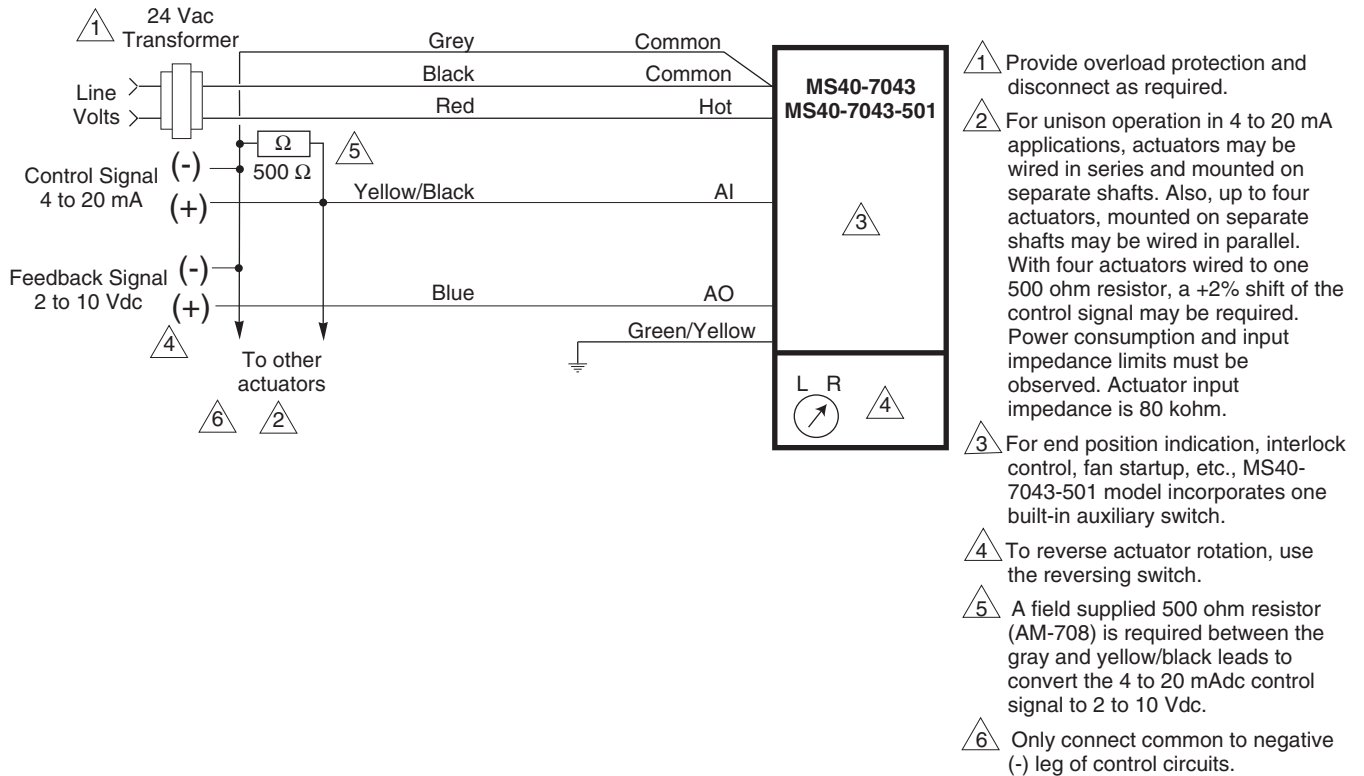 1
24 Vac
Transformer
Grey
Common
Black
Common
Red
Hot
Line
Volts
MS40-7043
MS40-7043-501
Ω
500 Ω
5
Control Signal
4 to 20 mA
(-)
(+)
Yellow/Black
AI
3
Feedback Signal
2 to 10 Vdc
(-)
(+)
Blue
AO
4
Green/Yellow
To other
actuators
6
2
L R
4
1 Provide overload protection and
disconnect as required.
2 For unison operation in 4 to 20 mA
applications, actuators may be
wired in series and mounted on
separate shafts. Also, up to four
actuators, mounted on separate
shafts may be wired in parallel.
With four actuators wired to one
500 ohm resistor, a +2% shift of the
control signal may be required.
Power consumption and input
impedance limits must be
observed. Actuator input
impedance is 80 kohm.
3 For end position indication, interlock
control, fan startup, etc., MS40-
7043-501 model incorporates one
built-in auxiliary switch.
4 To reverse actuator rotation, use
the reversing switch.
5 A field supplied 500 ohm resistor
(AM-708) is required between the
gray and yellow/black leads to
convert the 4 to 20 mAdc control
signal to 2 to 10 Vdc.
6 Only connect common to negative
(-) leg of control circuits.